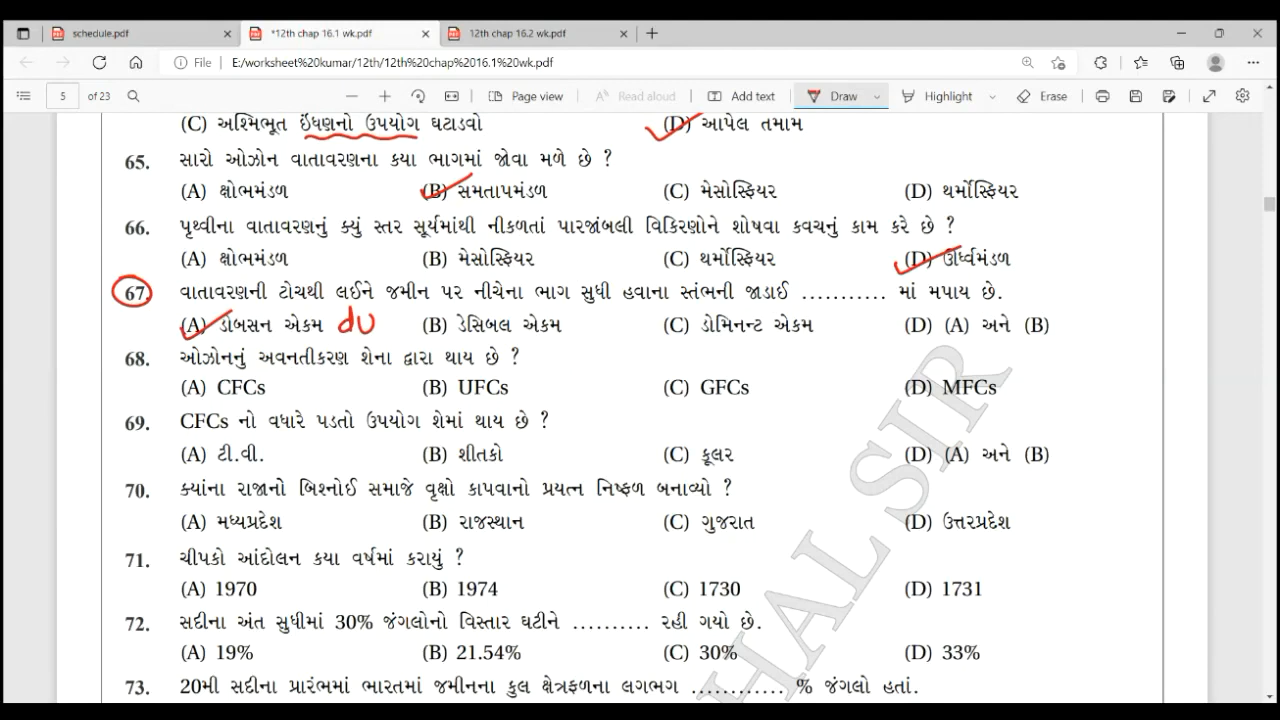 schedule.pdf
*12th chap 16.1 wk.pdf
12th chap 16.2 wk.pdf
File E:/worksheet%20kumar/12th/12th%20chap%2016.1%20wk.pdf
5 of 23 Page view Read aloud Add text Draw Highlight Erase
(C) અશ્મિભૂત ઈંધણનો ઉપયોગ ઘટાડવો (D) આપેલ તમામ
65. સારો ઓઝોન વાતાવરણના કયા ભાગમાં જોવા મળે છે ?
(A) ક્ષોભમંડળ (B) સમતાપમંડળ (C) મેસોસ્ફિયર (D) થર્મોસ્ફિયર
66. પૃથ્વીના વાતાવરણનું ક્યું સ્તર સૂર્યમાંથી નીકળતાં પારજાંબલી વિકિરણોને શોષવા કવચનું કામ કરે છે ?
(A) ક્ષોભમંડળ (B) મેસોસ્ફિયર (C) થર્મોસ્ફિયર (D) ઊર્ધ્વમંડળ
67. વાતાવરણની ટોચથી લઈને જમીન પર નીચેના ભાગ સુધી હવાના સ્તંભની જાડાઈ ........... માં મપાય છે.
(A) ડોબસન એકમ du (B) ડેસિબલ એકમ (C) ડોમિનન્ટ એકમ (D) (A) અને (B)
68. ઓઝોનનું અવનતીકરણ શેના દ્વારા થાય છે ?
(A) CFCs (B) UFCs (C) GFCs (D) MFCs
69. CFCs નો વધારે પડતો ઉપયોગ શેમાં થાય છે ?
(A) ટી.વી. (B) શીતકો (C) કૂલર (D) (A) અને (B)
70. ક્યાંના રાજાનો બિશ્નોઈ સમાજે વૃક્ષો કાપવાનો પ્રયત્ન નિષ્ફળ બનાવ્યો ?
(A) મધ્યપ્રદેશ (B) રાજસ્થાન (C) ગુજરાત (D) ઉત્તરપ્રદેશ
71. ચીપકો આંદોલન કયા વર્ષમાં કરાયું ?
(A) 1970 (B) 1974 (C) 1730 (D) 1731
72. સદીના અંત સુધીમાં 30% જંગલોનો વિસ્તાર ઘટીને .......... રહી ગયો છે.
(A) 19% (B) 21.54% (C) 30% (D) 33%
73. 20મી સદીના પ્રારંભમાં ભારતમાં જમીનના કુલ ક્ષેત્રફળના લગભગ ............ % જંગલો હતાં.
HAL SIR